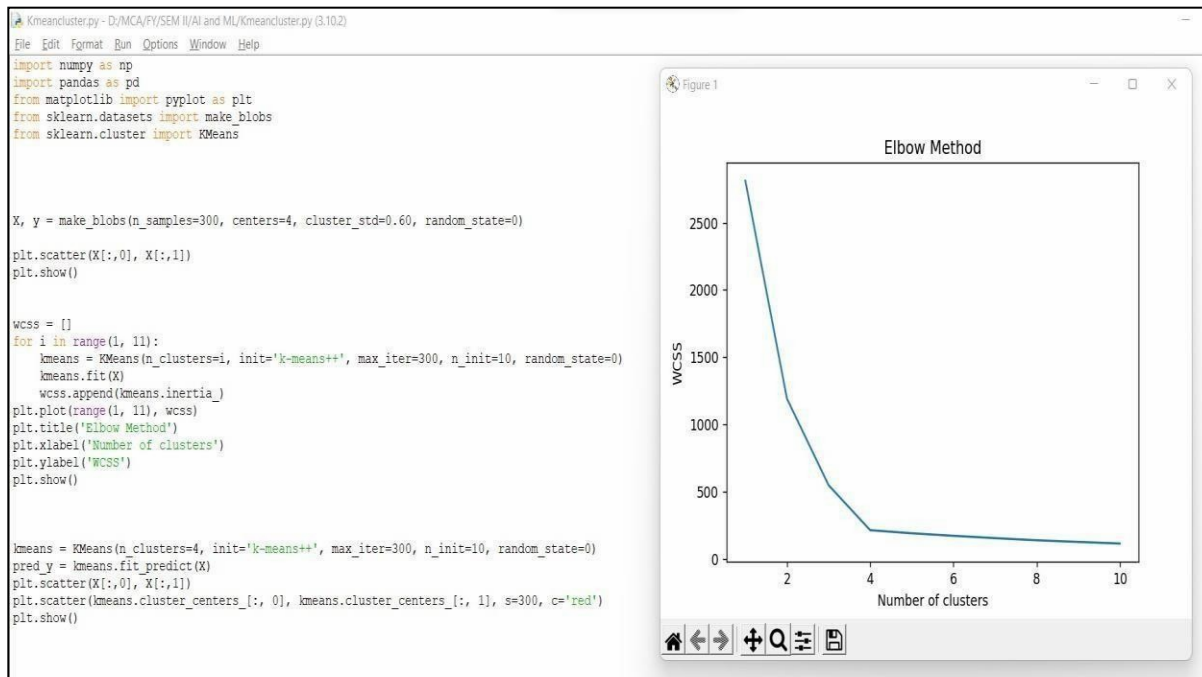 Kmeancluster.py - D:/MCA/FY/SEM II/AI and ML/Kmeancluster.py (3.10.2)
File Edit Format Run Options Window Help
import numpy as np
import pandas as pd
from matplotlib import pyplot as plt
from sklearn.datasets import make_blobs
from sklearn.cluster import KMeans
X, y = make_blobs(n_samples=300, centers=4, cluster_std=0.60, random_state=0)
plt.scatter(X[:,0], X[:,1])
plt.show()
wcss = []
for i in range(1, 11):
    kmeans = KMeans(n_clusters=i, init='k-means++', max_iter=300, n_init=10, random_state=0)
    kmeans.fit(X)
    wcss.append(kmeans.inertia_)
plt.plot(range(1, 11), wcss)
plt.title('Elbow Method')
plt.xlabel('Number of clusters')
plt.ylabel('WCSS')
plt.show()
kmeans = KMeans(n_clusters=4, init='k-means++', max_iter=300, n_init=10, random_state=0)
pred_y = kmeans.fit_predict(X)
plt.scatter(X[:,0], X[:,1])
plt.scatter(kmeans.cluster_centers_[:, 0], kmeans.cluster_centers_[:, 1], s=300, c='red')
plt.show()
Figure 1
Elbow Method
2500
2000
1500
1000
500
0
WCSS
2 4 6 8 10
Number of clusters